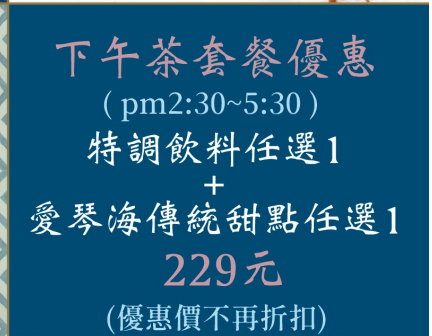 下午茶套餐優惠
( pm2:30~5:30 )
特調飲料任選1
+
愛琴海傳統甜點任選1
229元
(優惠價不再折扣)